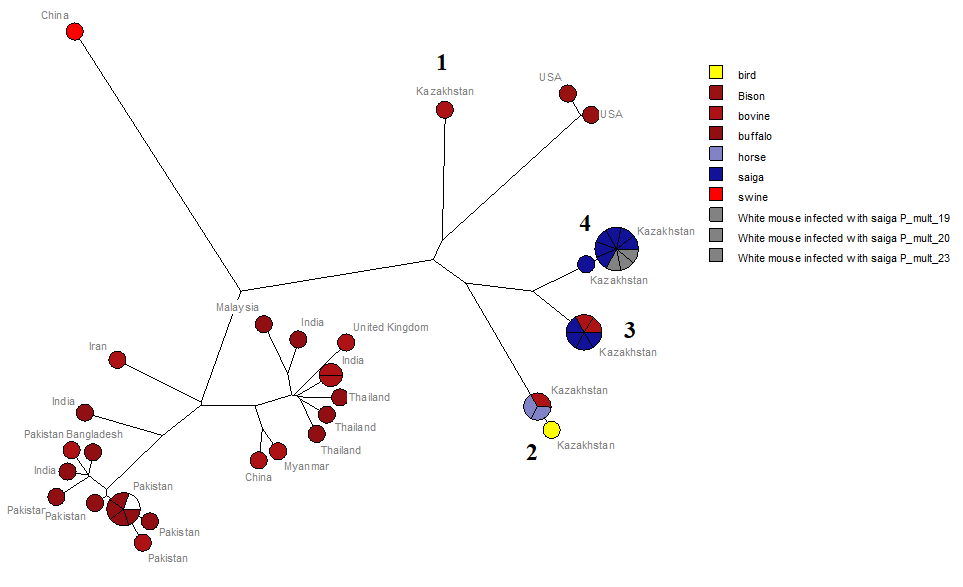 China
1
Kazakhstan
USA
USA
4
Kazakhstan
Kazakhstan
3
Kazakhstan
Kazakhstan
Kazakhstan
2
Malaysia
India
United Kingdom
India
Thailand
Thailand
Thailand
Iran
India
Pakistan Bangladesh
India
Pakistan
Pakistan
Pakistan
Pakistan
Pakistan
China
Myanmar
bird
Bison
bovine
buffalo
horse
saiga
swine
White mouse infected with saiga P_mult_19
White mouse infected with saiga P_mult_20
White mouse infected with saiga P_mult_23